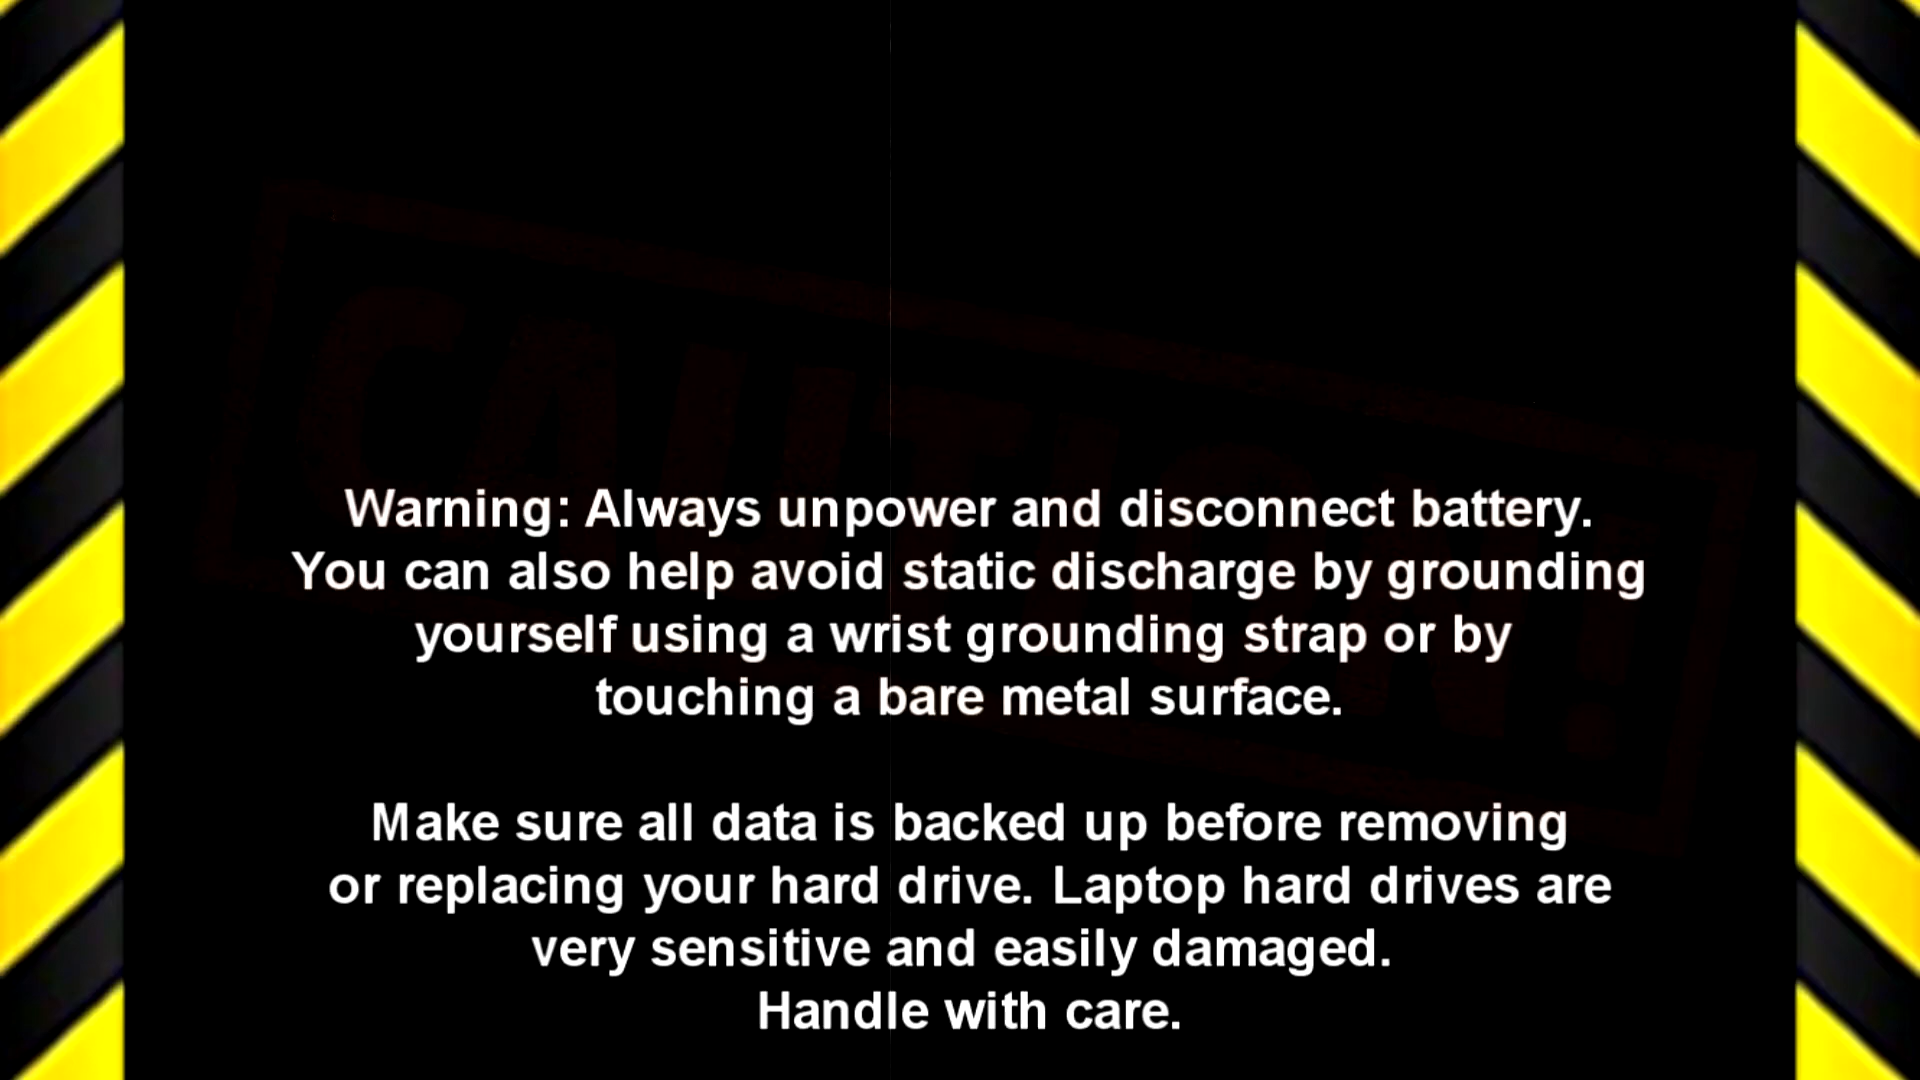 CAUTION!
Warning: Always unpower and disconnect battery.
You can also help avoid static discharge by grounding
yourself using a wrist grounding strap or by
touching a bare metal surface.
Make sure all data is backed up before removing
or replacing your hard drive. Laptop hard drives are
very sensitive and easily damaged.
Handle with care.